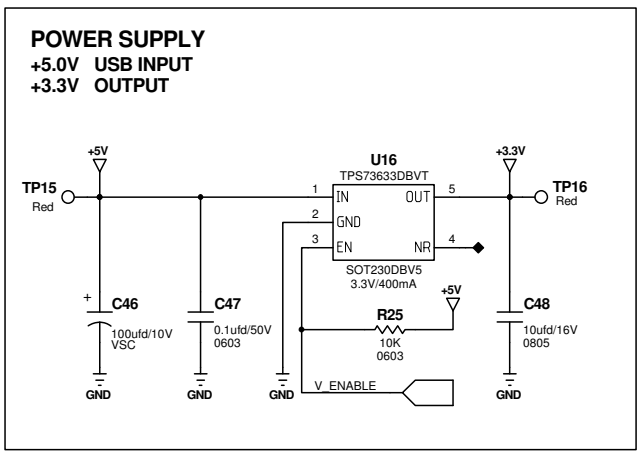 POWER SUPPLY
+5.0V USB INPUT
+3.3V OUTPUT
+5V
TP15
Red
U16
TPS73633DBVT
1
IN
OUT
5
2
GND
3
EN
NR
4
SOT230DBV5
3.3V/400mA
+3.3V
TP16
Red
+
C46
100ufd/10V
VSC
GND
C47
0.1ufd/50V
0603
GND
GND
+5V
R25
10K
0603
V_ENABLE
C48
10ufd/16V
0805
GND